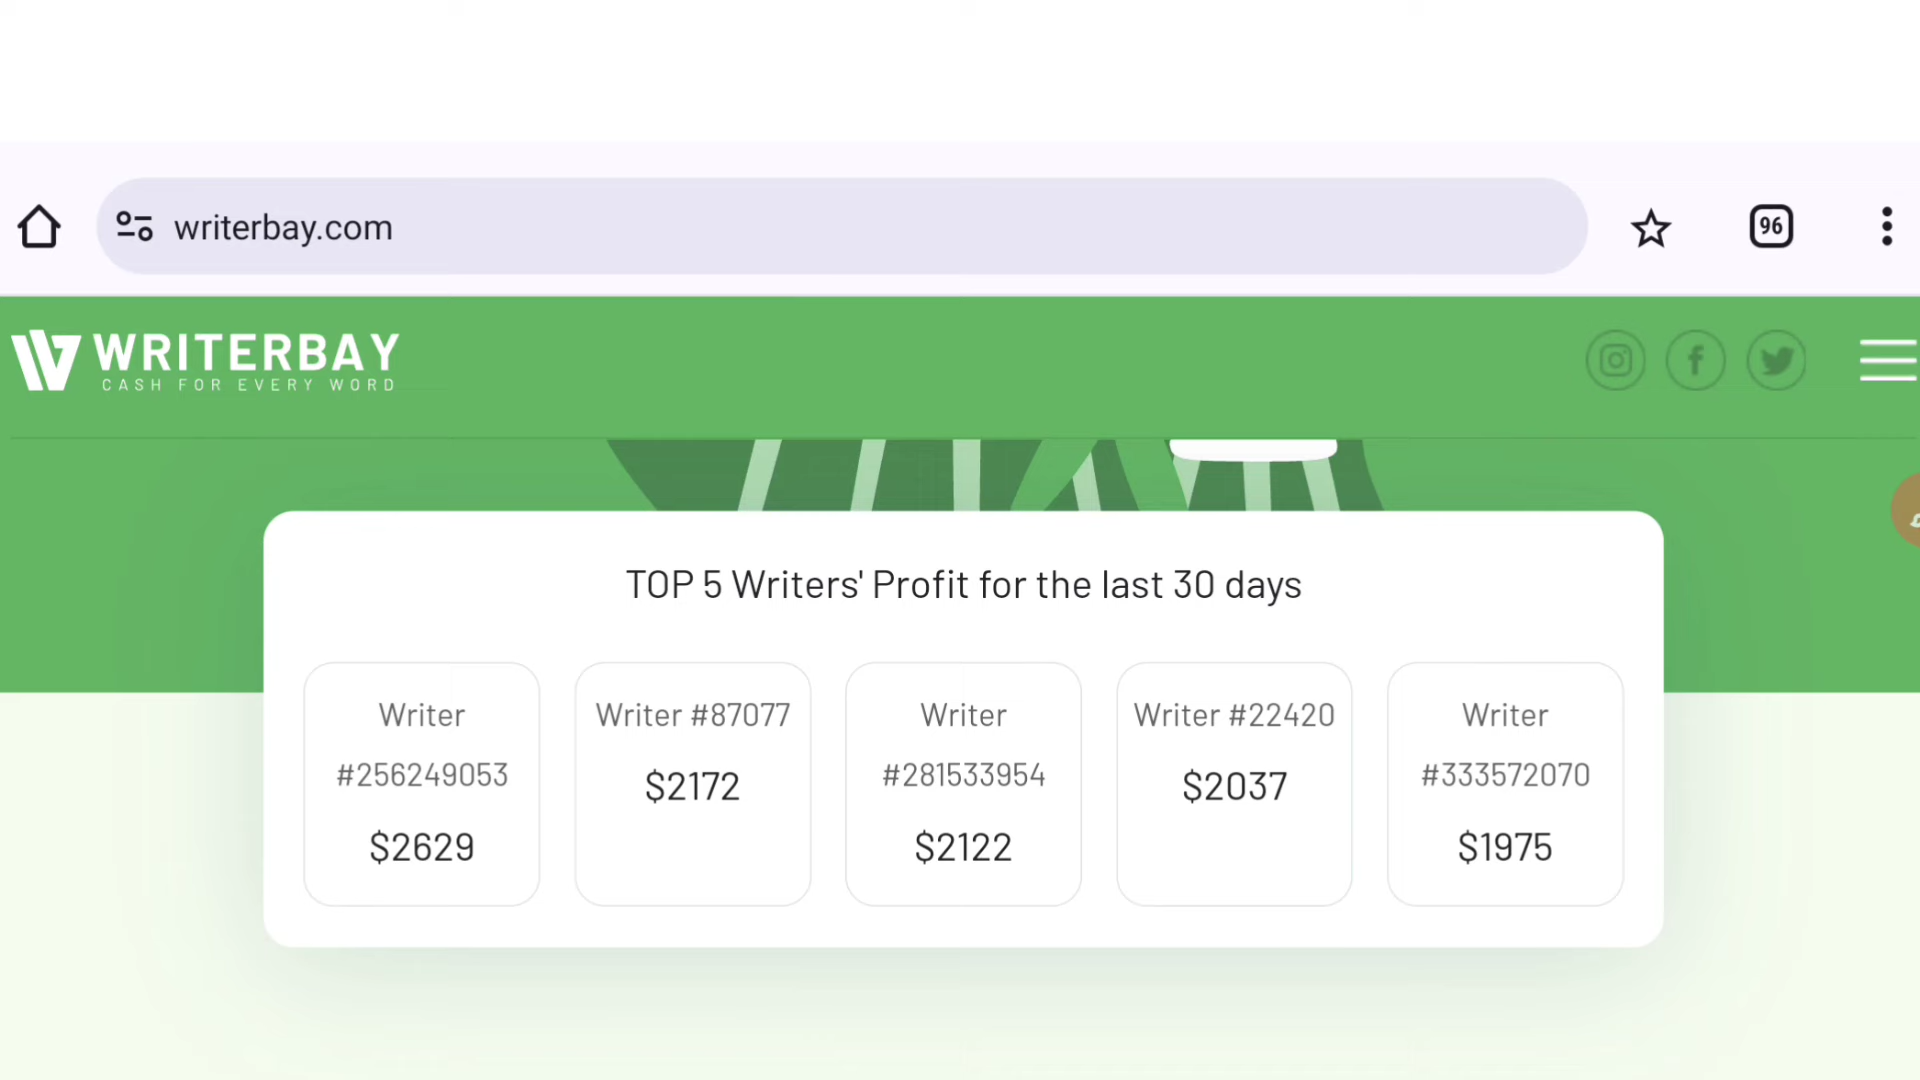 writerbay.com
96
WRITERBAY
CASH FOR EVERY WORD
TOP 5 Writers' Profit for the last 30 days
Writer
#256249053
$2629
Writer #87077
$2172
Writer
#281533954
$2122
Writer #22420
$2037
Writer
#333572070
$1975